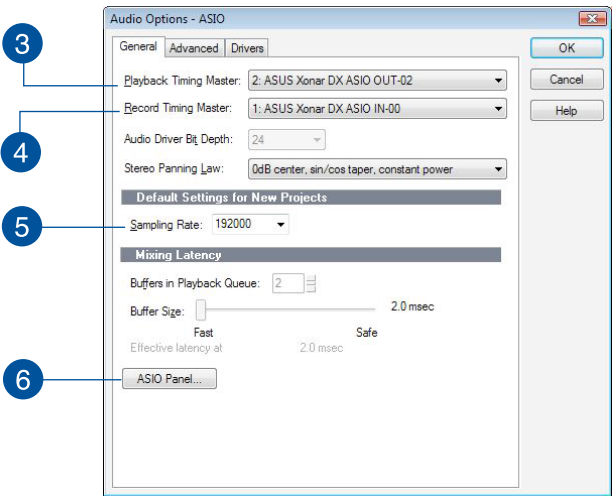 Audio Options - ASIO
General Advanced Drivers
OK
Cancel
Help
3
Playback Timing Master: 2: ASUS Xonar DX ASIO OUT-02
4
Record Timing Master: 1: ASUS Xonar DX ASIO IN-00
Audio Driver Bit Depth: 24
Stereo Panning Law: 0dB center, sin/cos taper, constant power
Default Settings for New Projects
5
Sampling Rate: 192000
Mixing Latency
Buffers in Playback Queue: 2
Buffer Size: 2.0 msec
Fast Safe
Effective latency at 2.0 msec
6
ASIO Panel...